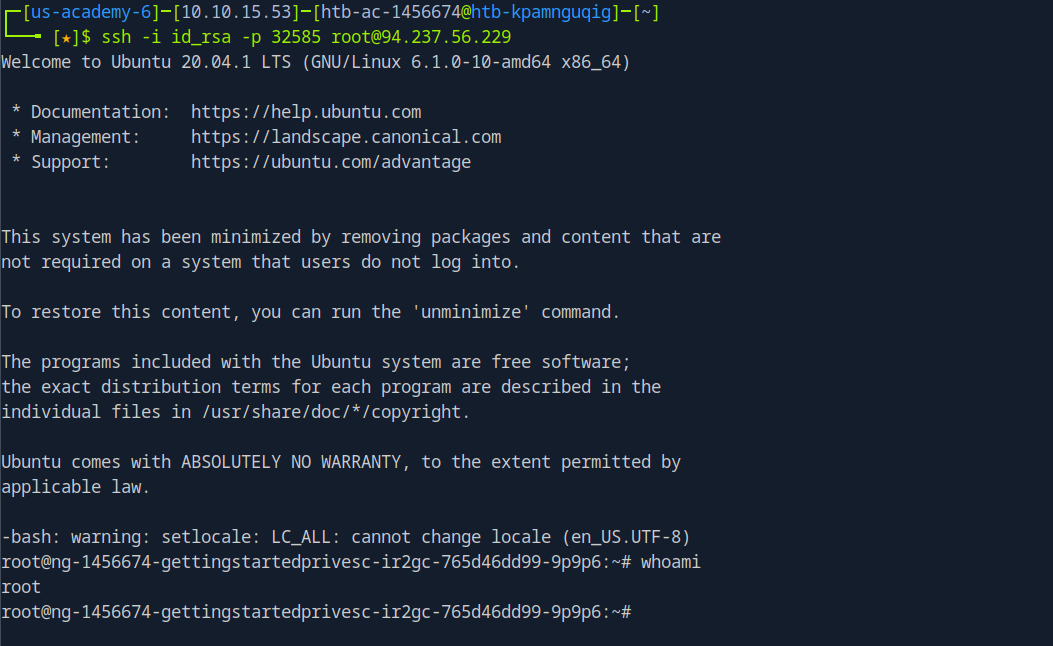 ┌─[us-academy-6]─[10.10.15.53]─[htb-ac-1456674@htb-kpamnguqig]─[~]
└──╼ [★]$ ssh -i id_rsa -p 32585 root@94.237.56.229
Welcome to Ubuntu 20.04.1 LTS (GNU/Linux 6.1.0-10-amd64 x86_64)
 * Documentation:  https://help.ubuntu.com
 * Management:     https://landscape.canonical.com
 * Support:        https://ubuntu.com/advantage
This system has been minimized by removing packages and content that are
not required on a system that users do not log into.
To restore this content, you can run the 'unminimize' command.
The programs included with the Ubuntu system are free software;
the exact distribution terms for each program are described in the
individual files in /usr/share/doc/*/copyright.
Ubuntu comes with ABSOLUTELY NO WARRANTY, to the extent permitted by
applicable law.
-bash: warning: setlocale: LC_ALL: cannot change locale (en_US.UTF-8)
root@ng-1456674-gettingstartedprivesc-ir2gc-765d46dd99-9p9p6:~# whoami
root
root@ng-1456674-gettingstartedprivesc-ir2gc-765d46dd99-9p9p6:~#